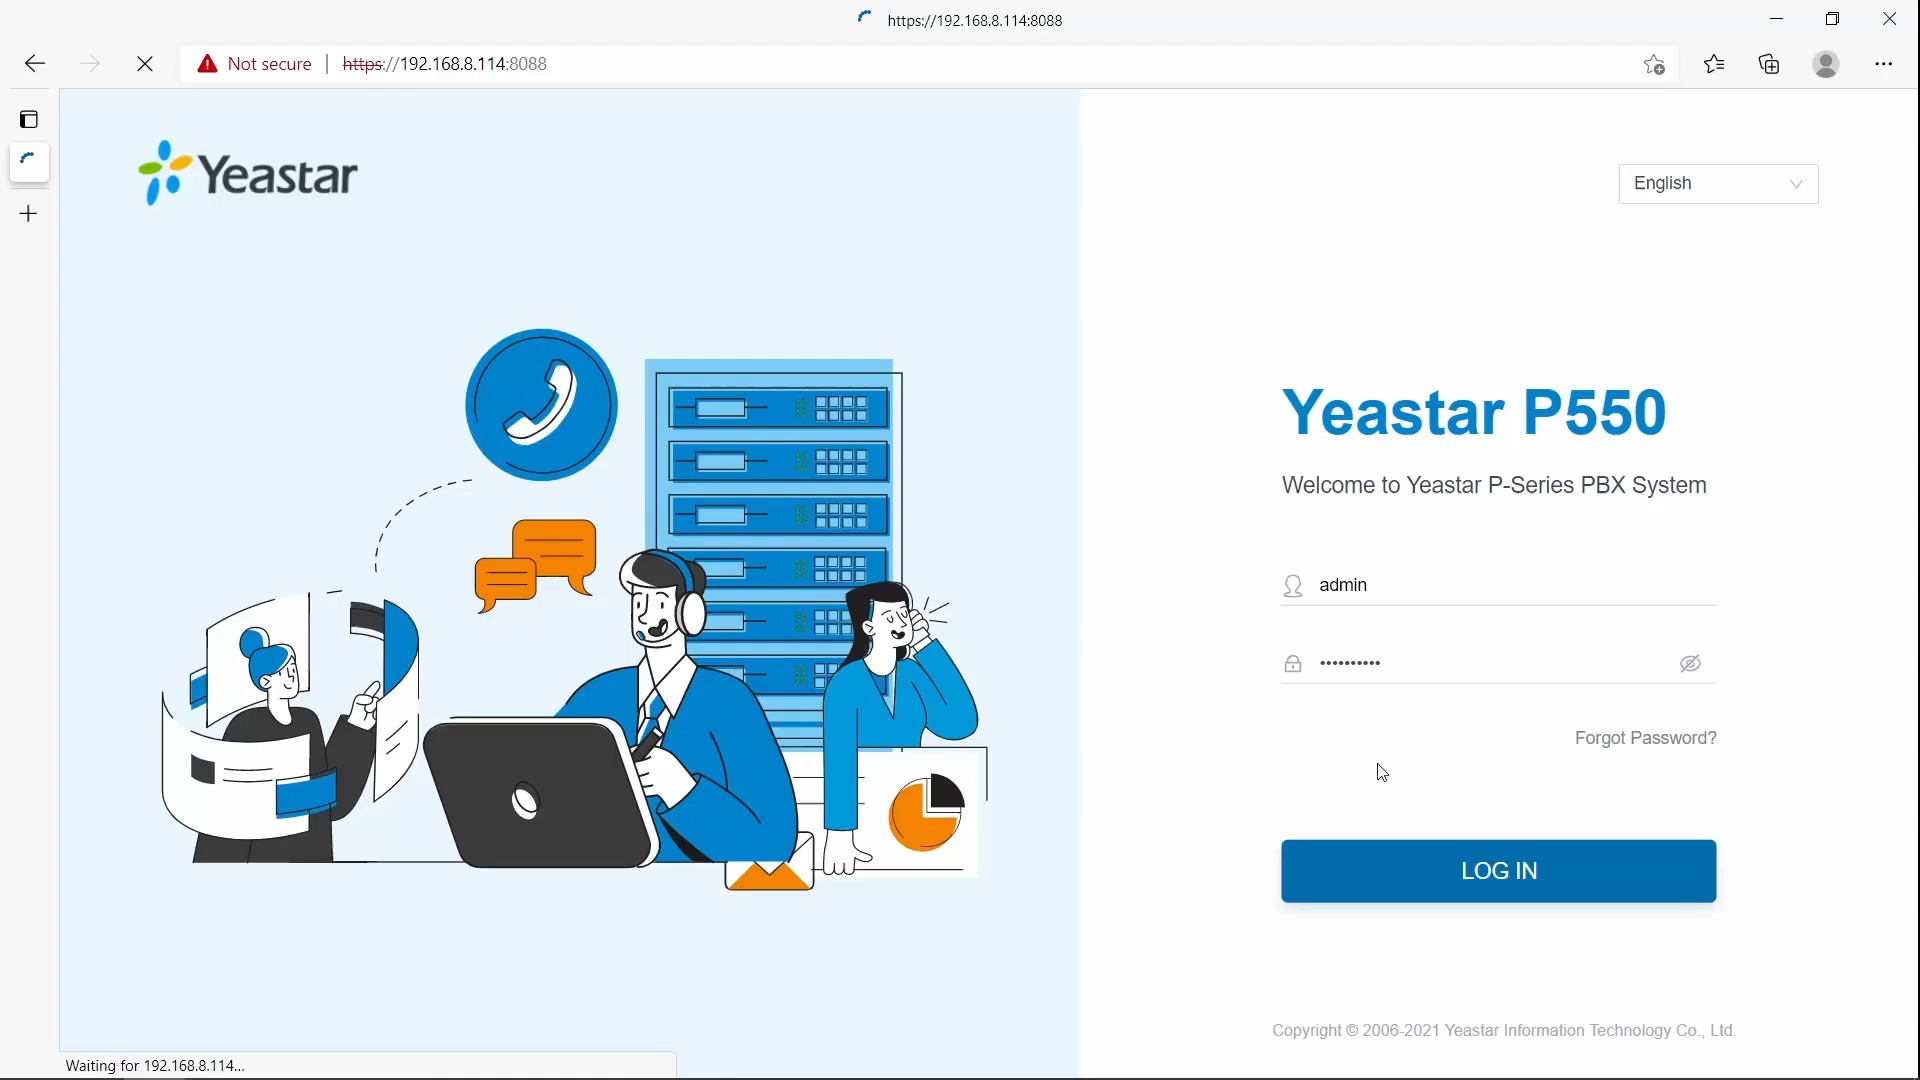 https://192.168.8.114:8088
Not secure
https://192.168.8.114:8088
Yeastar
English
Yeastar P550
Welcome to Yeastar P-Series PBX System
admin
••••••••••
Forgot Password?
LOG IN
Copyright © 2006-2021 Yeastar Information Technology Co., Ltd.
Waiting for 192.168.8.114...